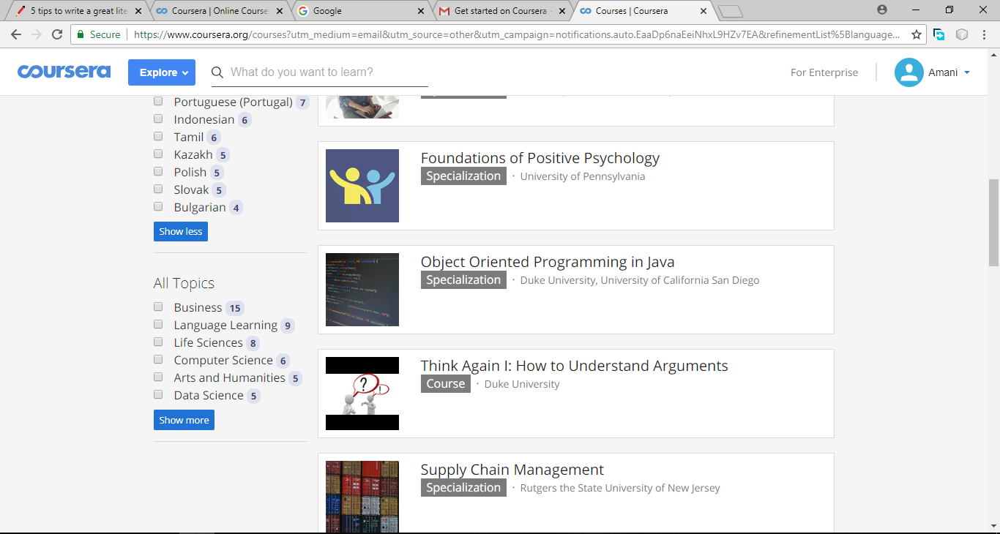 5 tips to write a great lite
Coursera | Online Course
Google
Get started on Coursera -
Courses | Coursera
Secure
https://www.coursera.org/courses?utm_medium=email&utm_source=other&utm_campaign=notifications.auto.EaaDp6naEeiNhxL9HZv7EA&refinementList%5Blanguage...
coursera
Explore
What do you want to learn?
For Enterprise
Amani
Portuguese (Portugal) 7
Indonesian 6
Tamil 6
Kazakh 5
Polish 5
Slovak 5
Bulgarian 4
Show less
All Topics
Business 15
Language Learning 9
Life Sciences 8
Computer Science 6
Arts and Humanities 5
Data Science 5
Show more
Foundations of Positive Psychology
Specialization · University of Pennsylvania
Object Oriented Programming in Java
Specialization · Duke University, University of California San Diego
Think Again I: How to Understand Arguments
Course · Duke University
Supply Chain Management
Specialization · Rutgers the State University of New Jersey